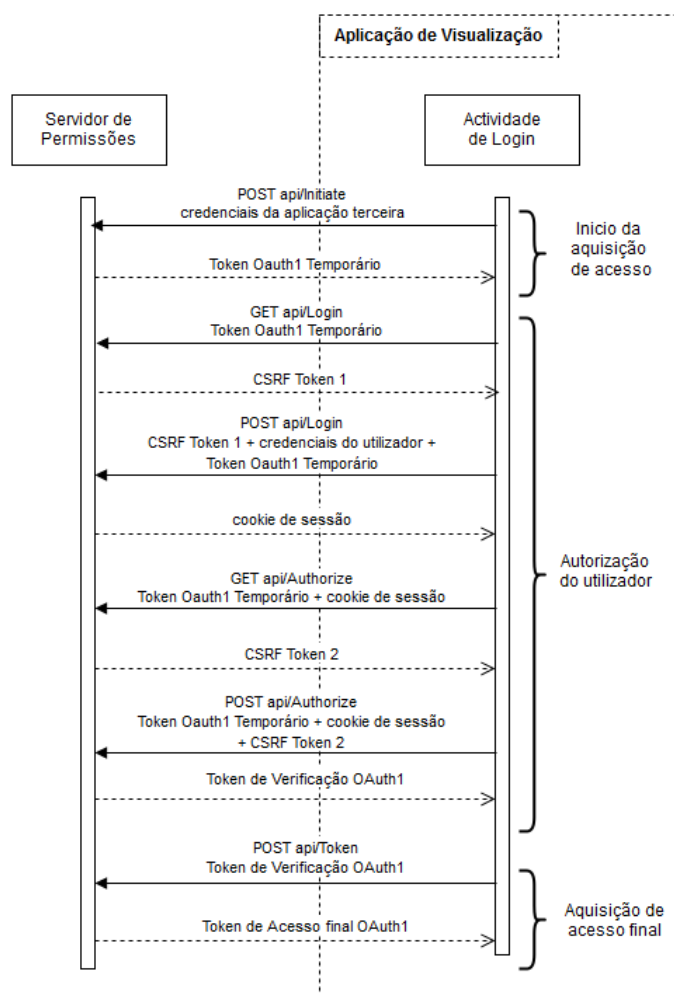 Aplicação de Visualização
Servidor de
Permissões
Actividade
de Login
POST api/Initiate
credenciais da aplicação terceira
Inicio da
aquisição
de acesso
Token Oauth1 Temporário
GET api/Login
Token Oauth1 Temporário
CSRF Token 1
POST api/Login
CSRF Token 1 + credenciais do utilizador +
Token Oauth1 Temporário
cookie de sessão
Autorização
do utilizador
GET api/Authorize
Token Oauth1 Temporário + cookie de sessão
CSRF Token 2
POST api/Authorize
Token Oauth1 Temporário + cookie de sessão
+ CSRF Token 2
Token de Verificação OAuth1
POST api/Token
Token de Verificação OAuth1
Aquisição de
acesso final
Token de Acesso final OAuth1